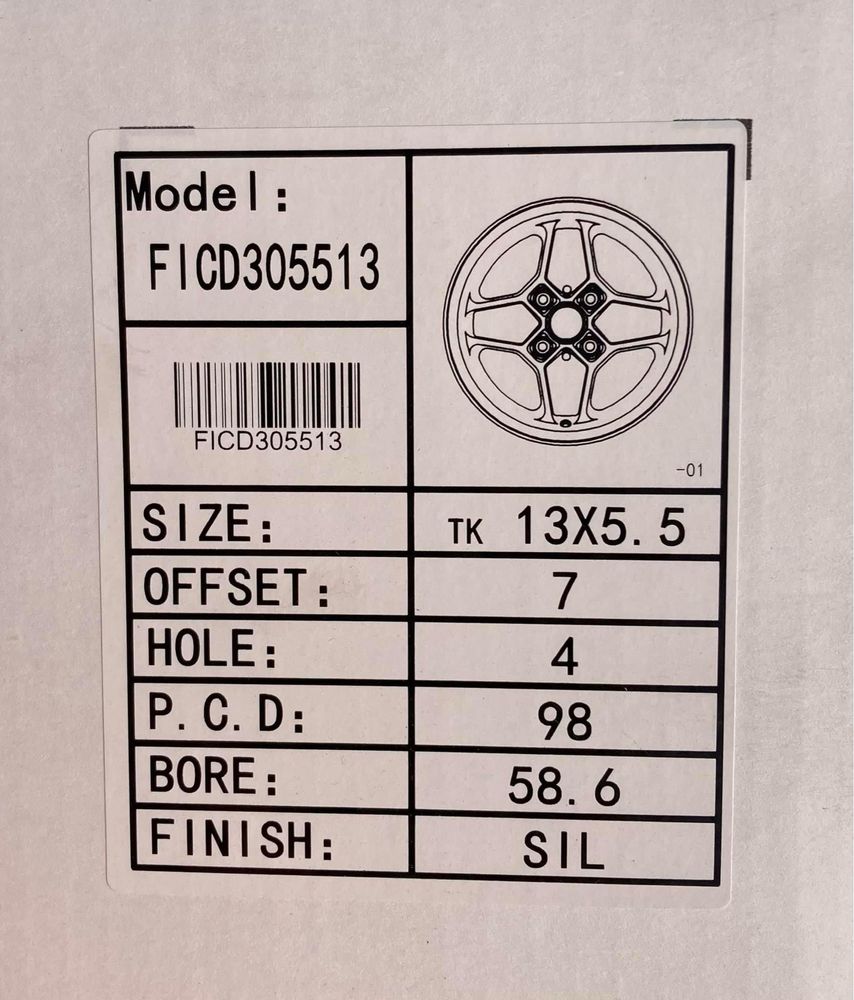 Model:
FICD305513
FICD305513
-01
SIZE: TK 13X5.5
OFFSET: 7
HOLE: 4
P.C.D: 98
BORE: 58.6
FINISH: SIL